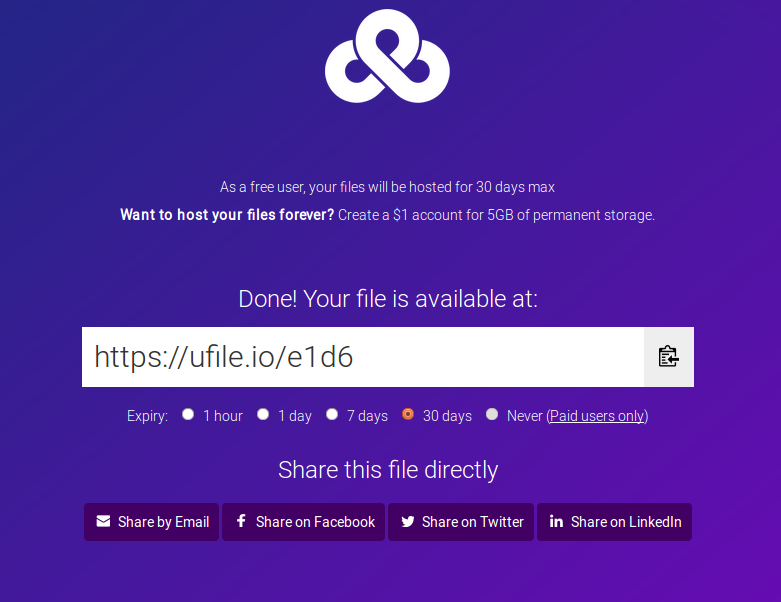 As a free user, your files will be hosted for 30 days max
Want to host your files forever? Create a $1 account for 5GB of permanent storage.
Done! Your file is available at:
https://ufile.io/e1d6
Expiry: 1 hour 1 day 7 days 30 days Never (Paid users only)
Share this file directly
Share by Email Share on Facebook Share on Twitter Share on LinkedIn